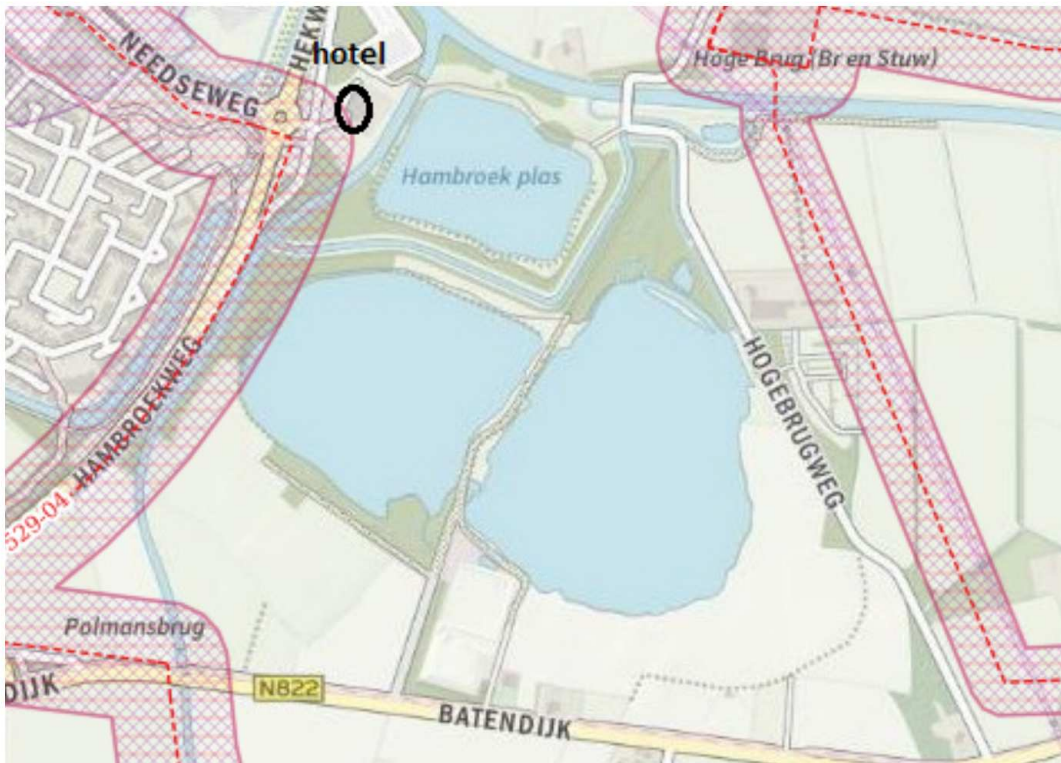 hotel
NEEDSEWEG
HEKW
Hoge Brug (Br en Stuw)
Hambroek plas
HAMBROEKWEG
HOGEBRUGWEG
529-04
Polmansbrug
DIJK
N822
BATENDIJK